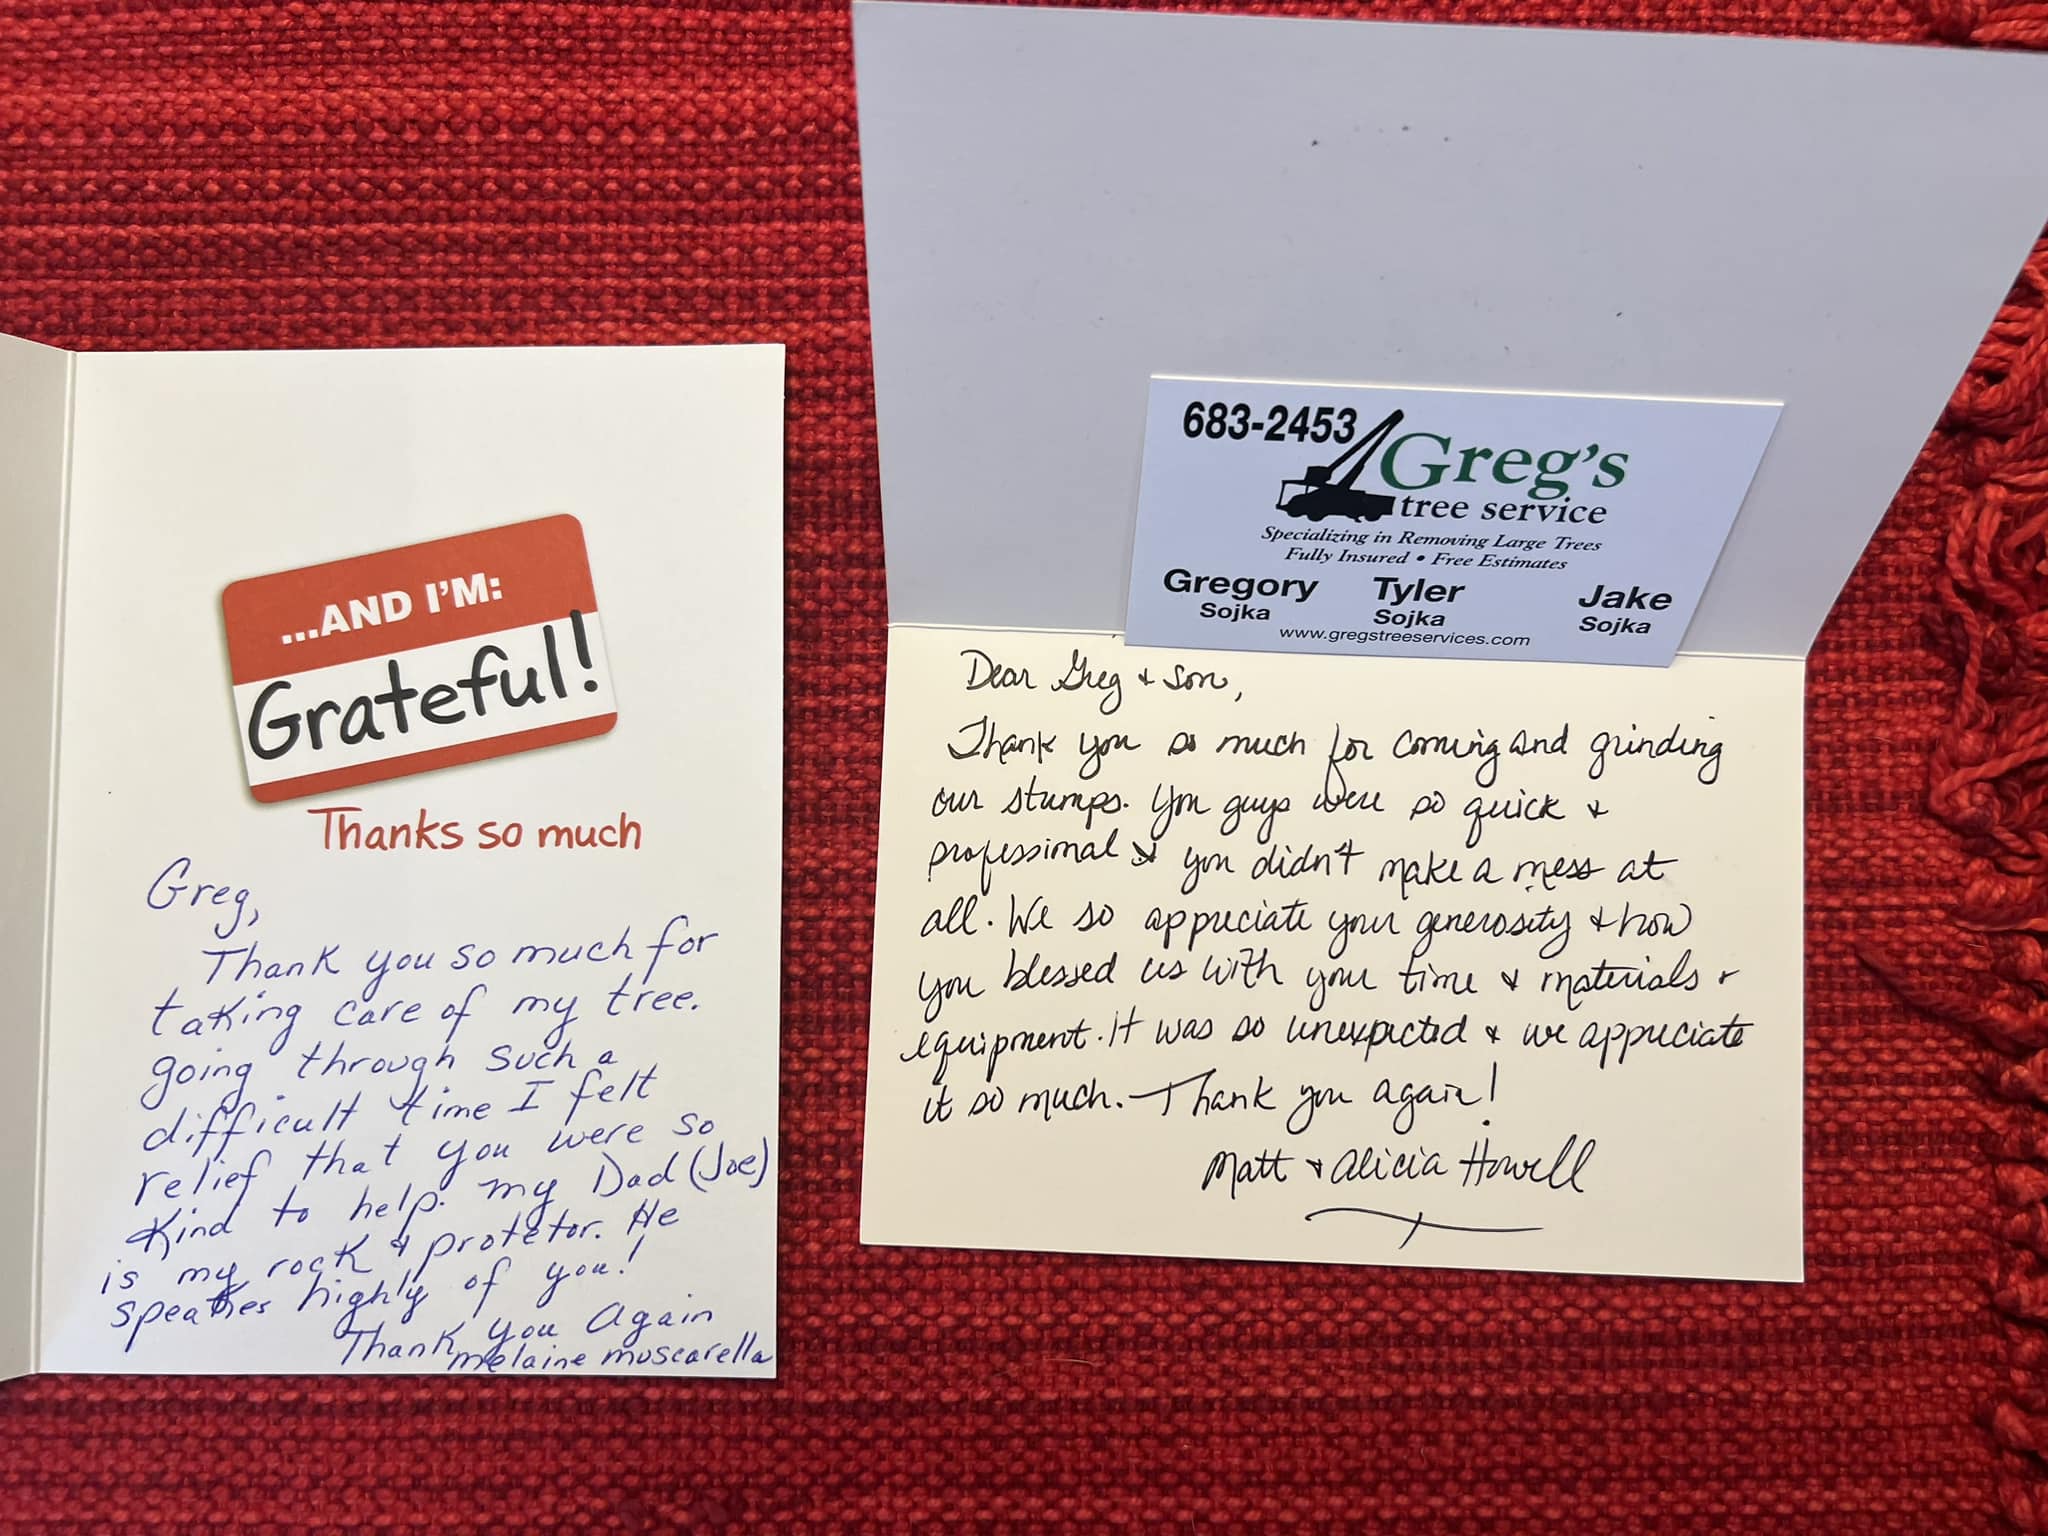 ...AND I'M:
Grateful!
Thanks so much
Greg,
Thank you so much for
taking care of my tree.
going through such a
difficult time I felt
relief that you were so
kind to help. my Dad (Joe)
is my rock & protetor. He
speakes highly of you!
Thank you Again
melaine muscarella
683-2453
Greg's
tree service
Specializing in Removing Large Trees
Fully Insured • Free Estimates
Gregory Tyler Jake
Sojka Sojka Sojka
www.gregstreeservices.com
Dear Greg & Son,
Thank you so much for coming and grinding
our stumps. You guys were so quick &
professional & you didn't make a mess at
all. We so appreciate your generosity & how
you blessed us with your time & materials &
equipment. It was so unexpected & we appreciate
it so much. Thank you again!
Matt & Alicia Howell